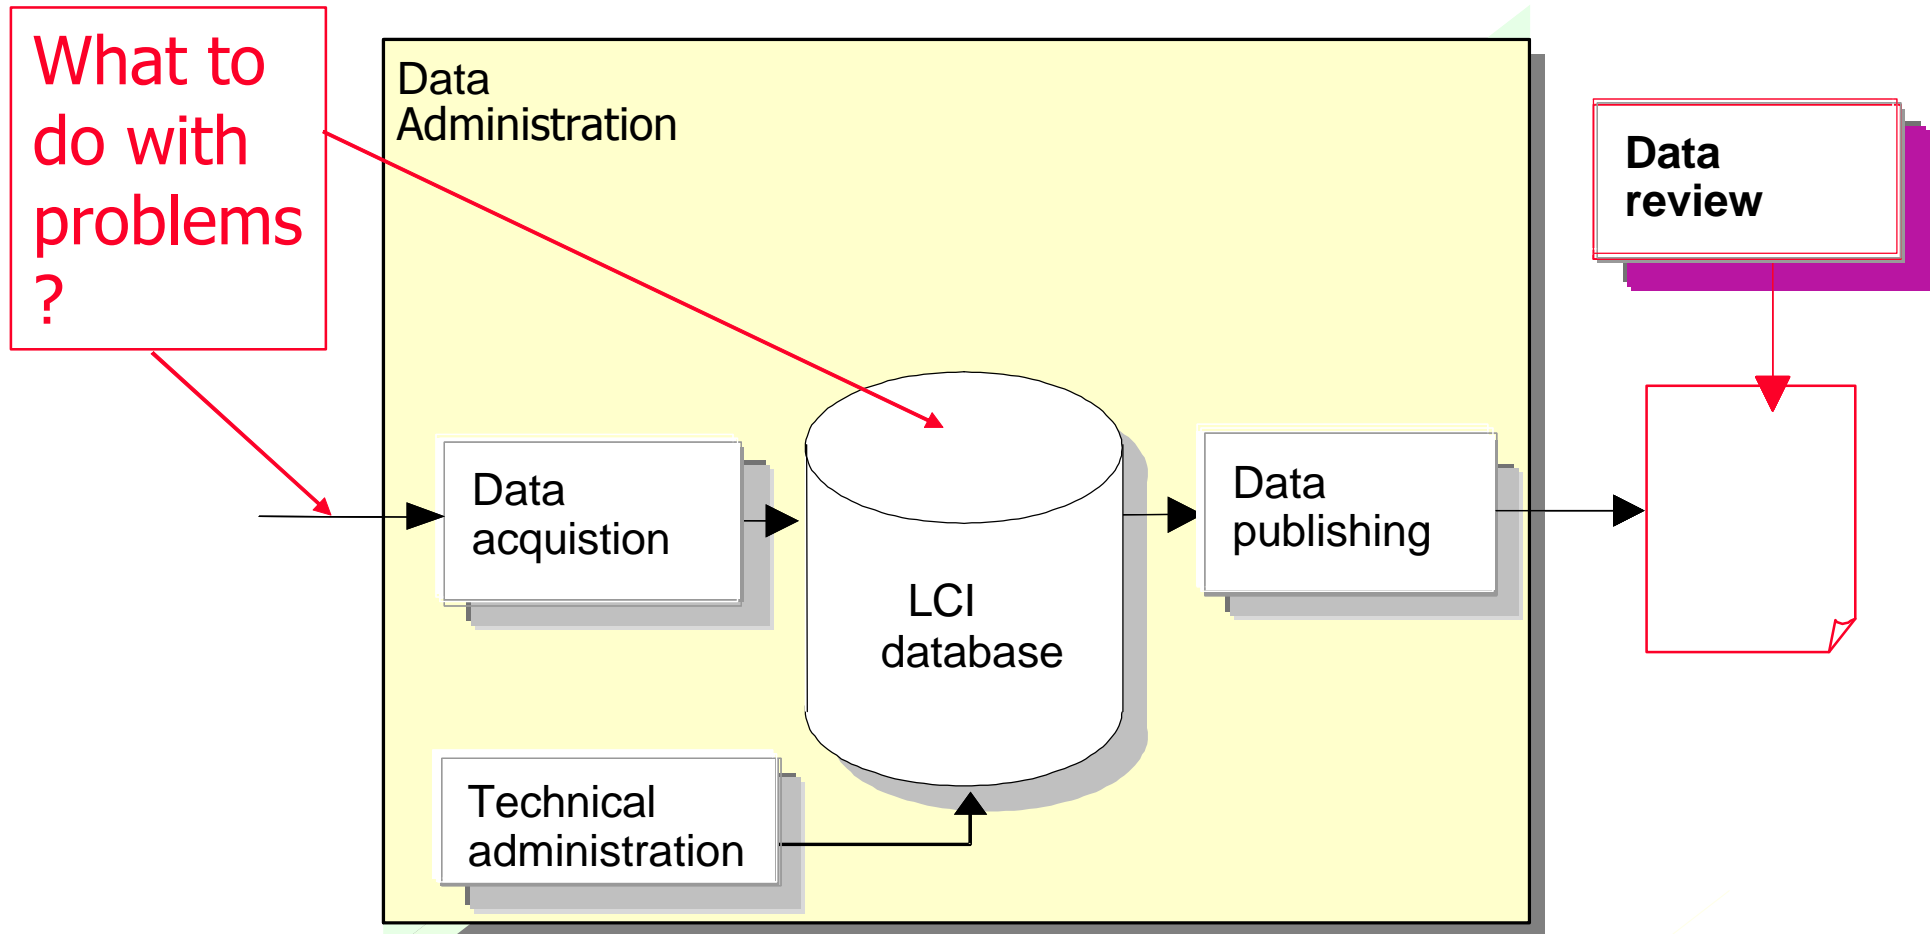 What to
do with
problems
?
Data
Administration
Data
review
Data
acquistion
LCI
database
Data
publishing
Technical
administration